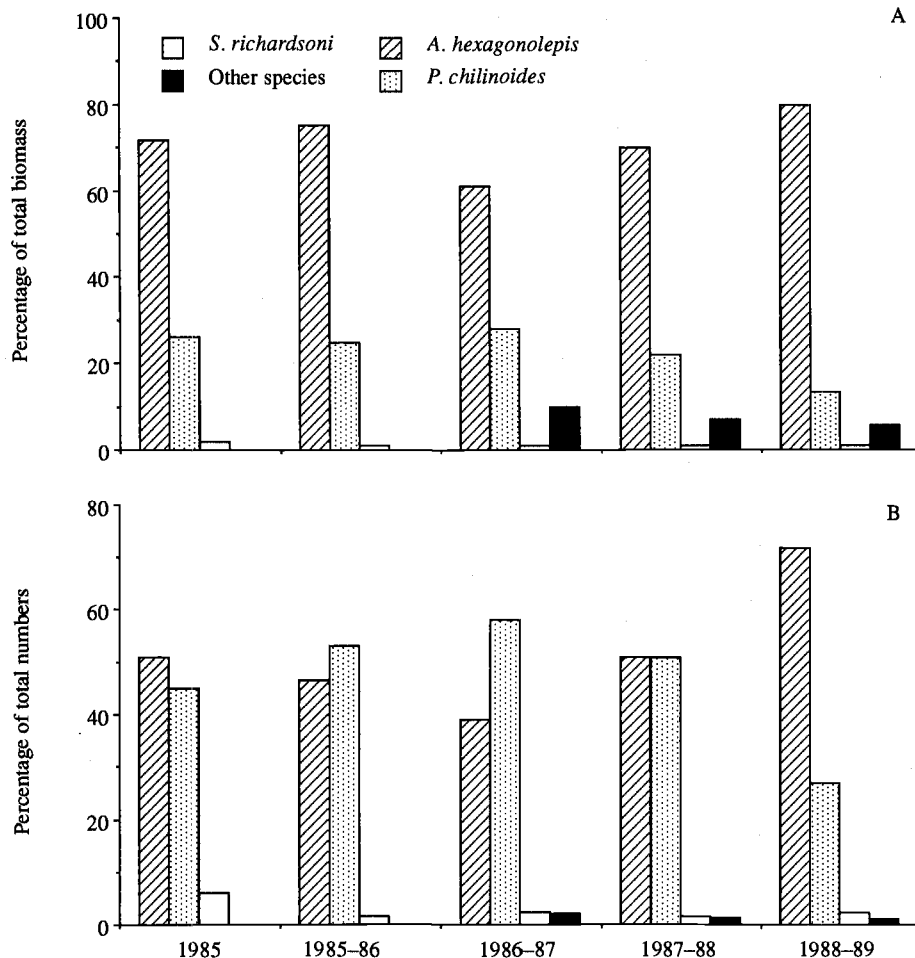 A
S. richardsoni
A. hexagonolepis
Other species
P. chilinoides
Percentage of total biomass
100
80
60
40
20
0
B
Percentage of total numbers
80
60
40
20
0
1985
1985–86
1986–87
1987–88
1988–89